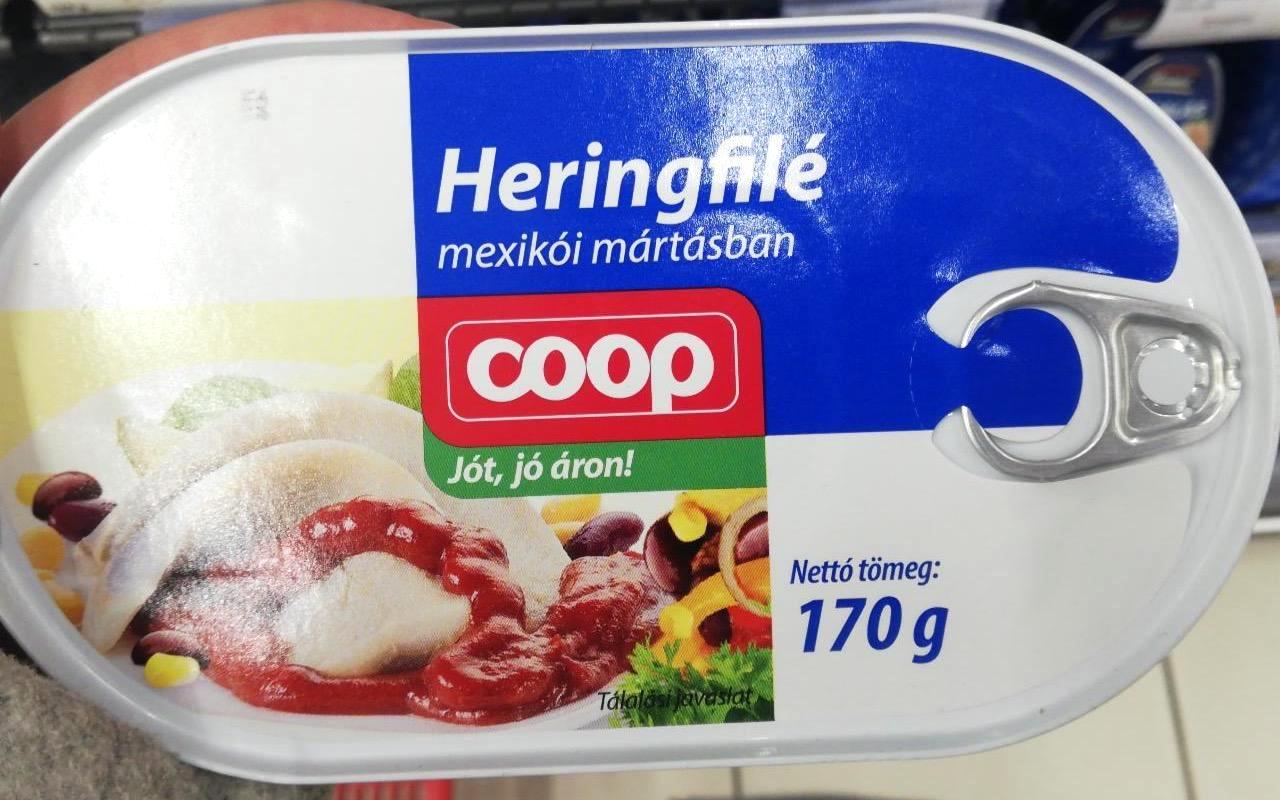 Heringfilé
mexikói mártásban
coop
Jót, jó áron!
Nettó tömeg:
170 g
Tálalási javaslat